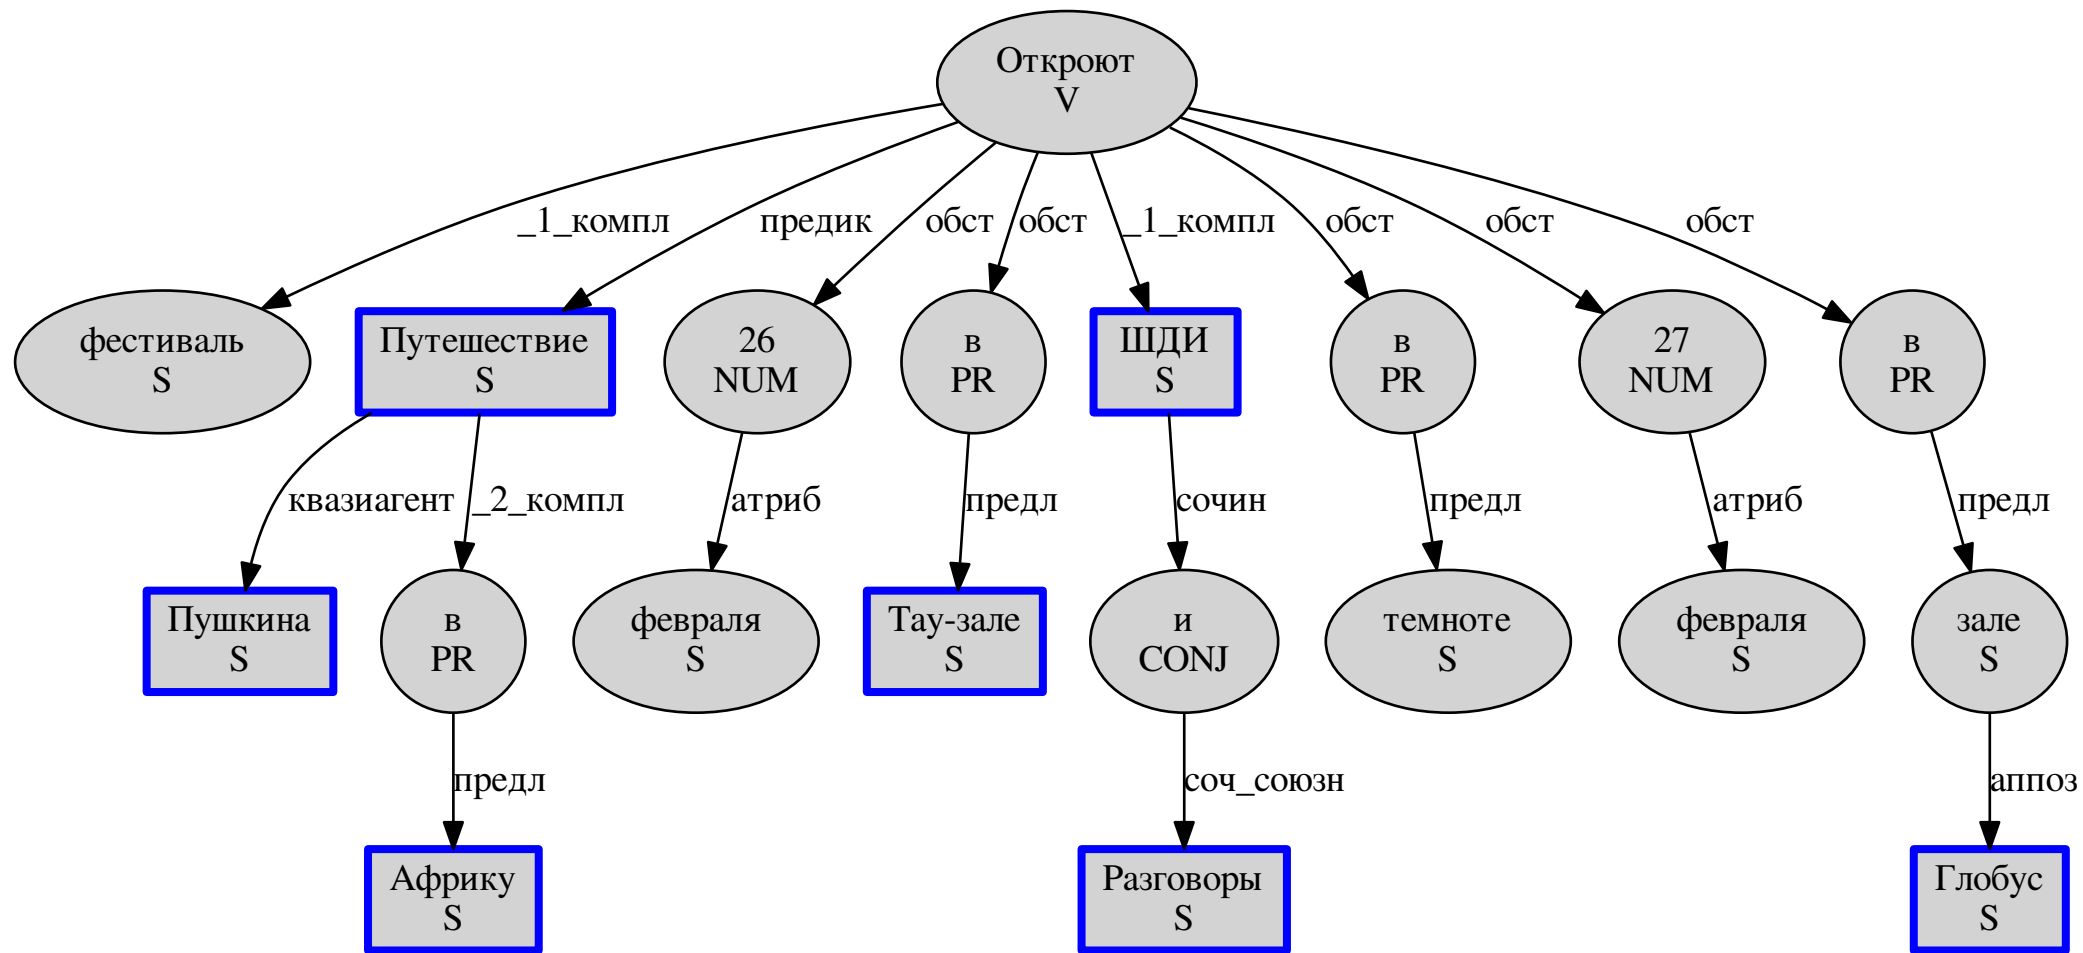 Откроют
V
_1_компл
предик
обст
обст
_1_компл
обст
обст
обст
фестиваль
S
Путешествие
S
26
NUM
в
PR
ШДИ
S
в
PR
27
NUM
в
PR
квазиагент
_2_компл
атриб
предл
сочин
предл
атриб
предл
Пушкина
S
в
PR
февраля
S
Тау-зале
S
и
CONJ
темноте
S
февраля
S
зале
S
предл
соч_союзн
аппоз
Африку
S
Разговоры
S
Глобус
S